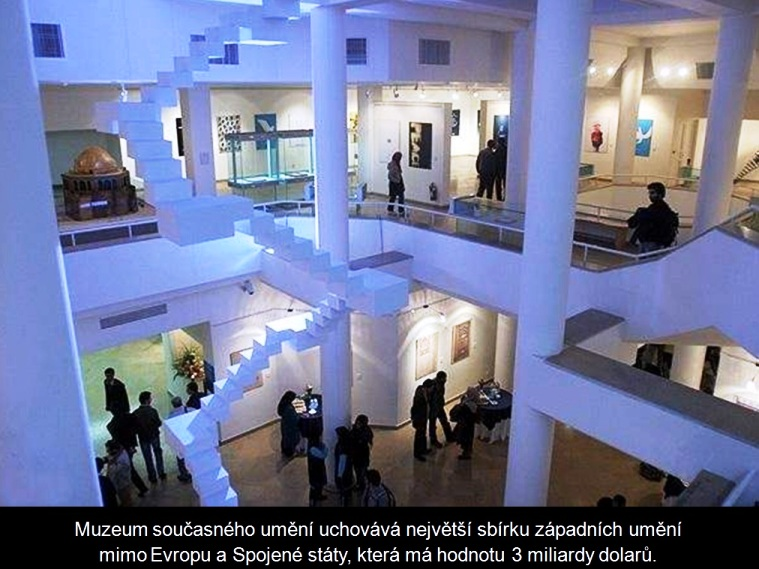 Muzeum současného umění uchovává největší sbírku západních umění
mimo Evropu a Spojené státy, která má hodnotu 3 miliardy dolarů.